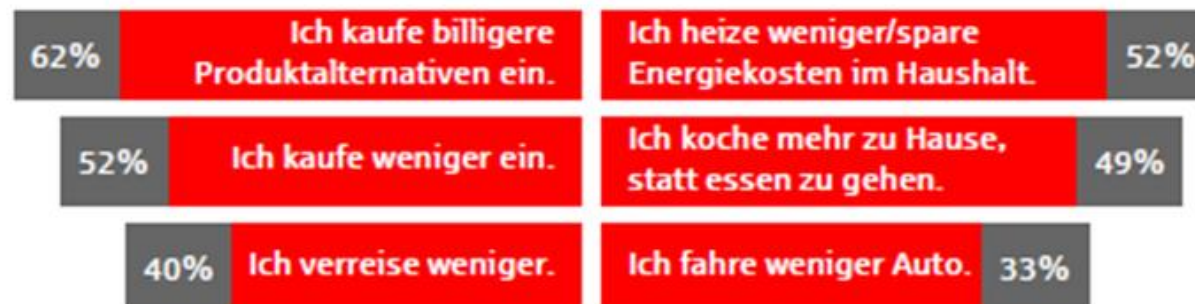 62%
Ich kaufe billigere
Produktalternativen ein.
Ich heize weniger/spare
Energiekosten im Haushalt.
52%
52%
Ich kaufe weniger ein.
Ich koche mehr zu Hause,
statt essen zu gehen.
49%
40%
Ich verreise weniger.
Ich fahre weniger Auto.
33%